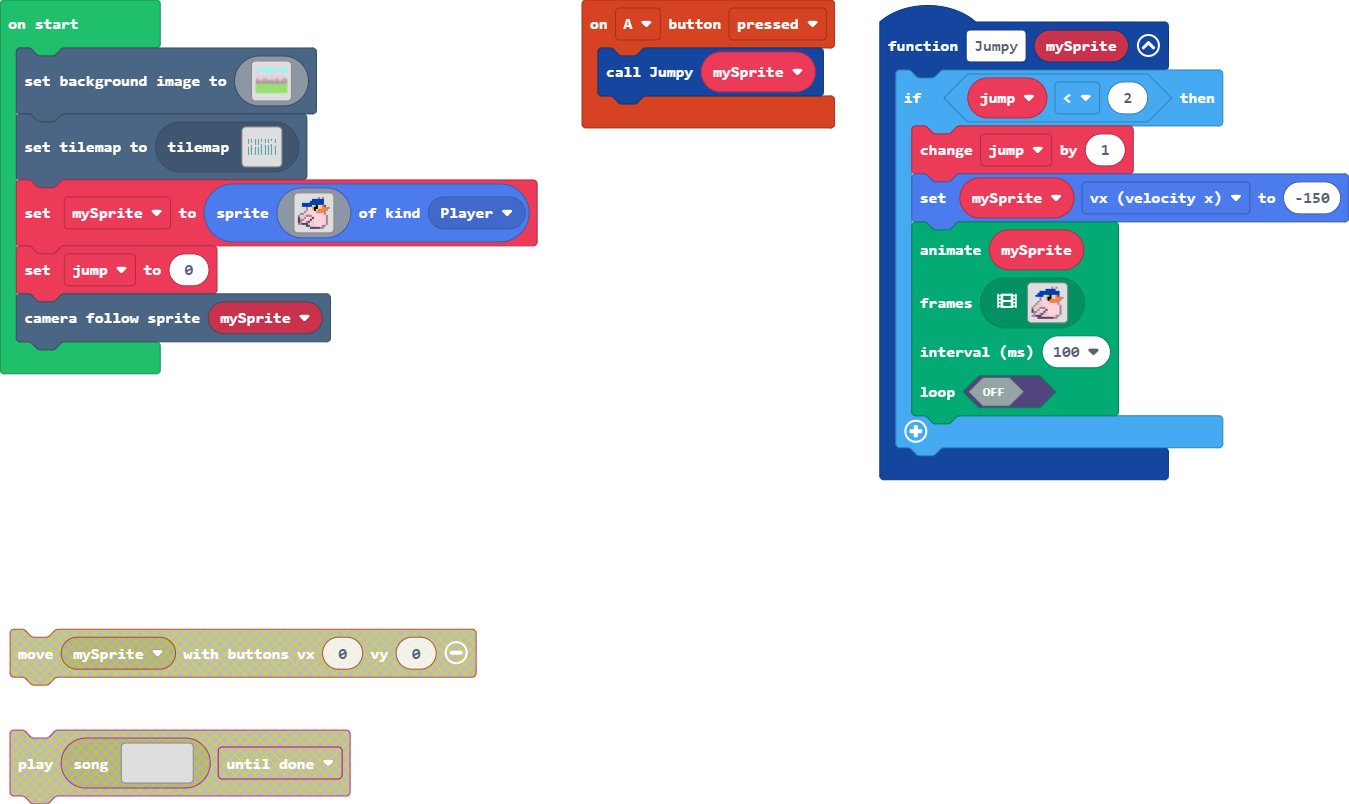 on start
set background image to
set tilemap to tilemap
set mySprite to sprite of kind Player
set jump to 0
camera follow sprite mySprite
on A button pressed
call Jumpy mySprite
function Jumpy mySprite
if jump < 2 then
change jump by 1
set mySprite vx (velocity x) to -150
animate mySprite
frames
interval (ms) 100
loop OFF
move mySprite with buttons vx 0 vy 0
play song until done